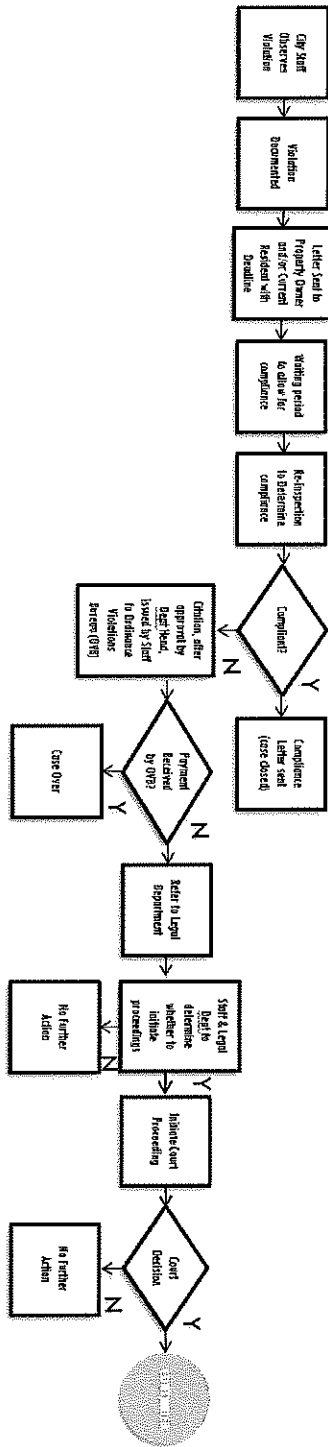 City Staff
Observes
Violation
Violation
Documented
Letter Sent to
Property Owner
and/or Current
Resident with
Deadline
Waiting period
to allow for
compliance
Re-Inspection
to Determine
compliance
Compliant?
Y
N
Compliance
Letter sent
(case closed)
Citation, after
approval by
Dept Head,
issued by Staff
to Ordinance
Violations
Bureau (OVB)
Payment
Received
by OVB?
N
Y
Case Over
Refer to Legal
Department
Staff & Legal
Dept to
determine
whether to
initiate
proceedings
Y
N
No Further
Action
Initiate Court
Proceeding
Court
Decision
Y
N
No Further
Action